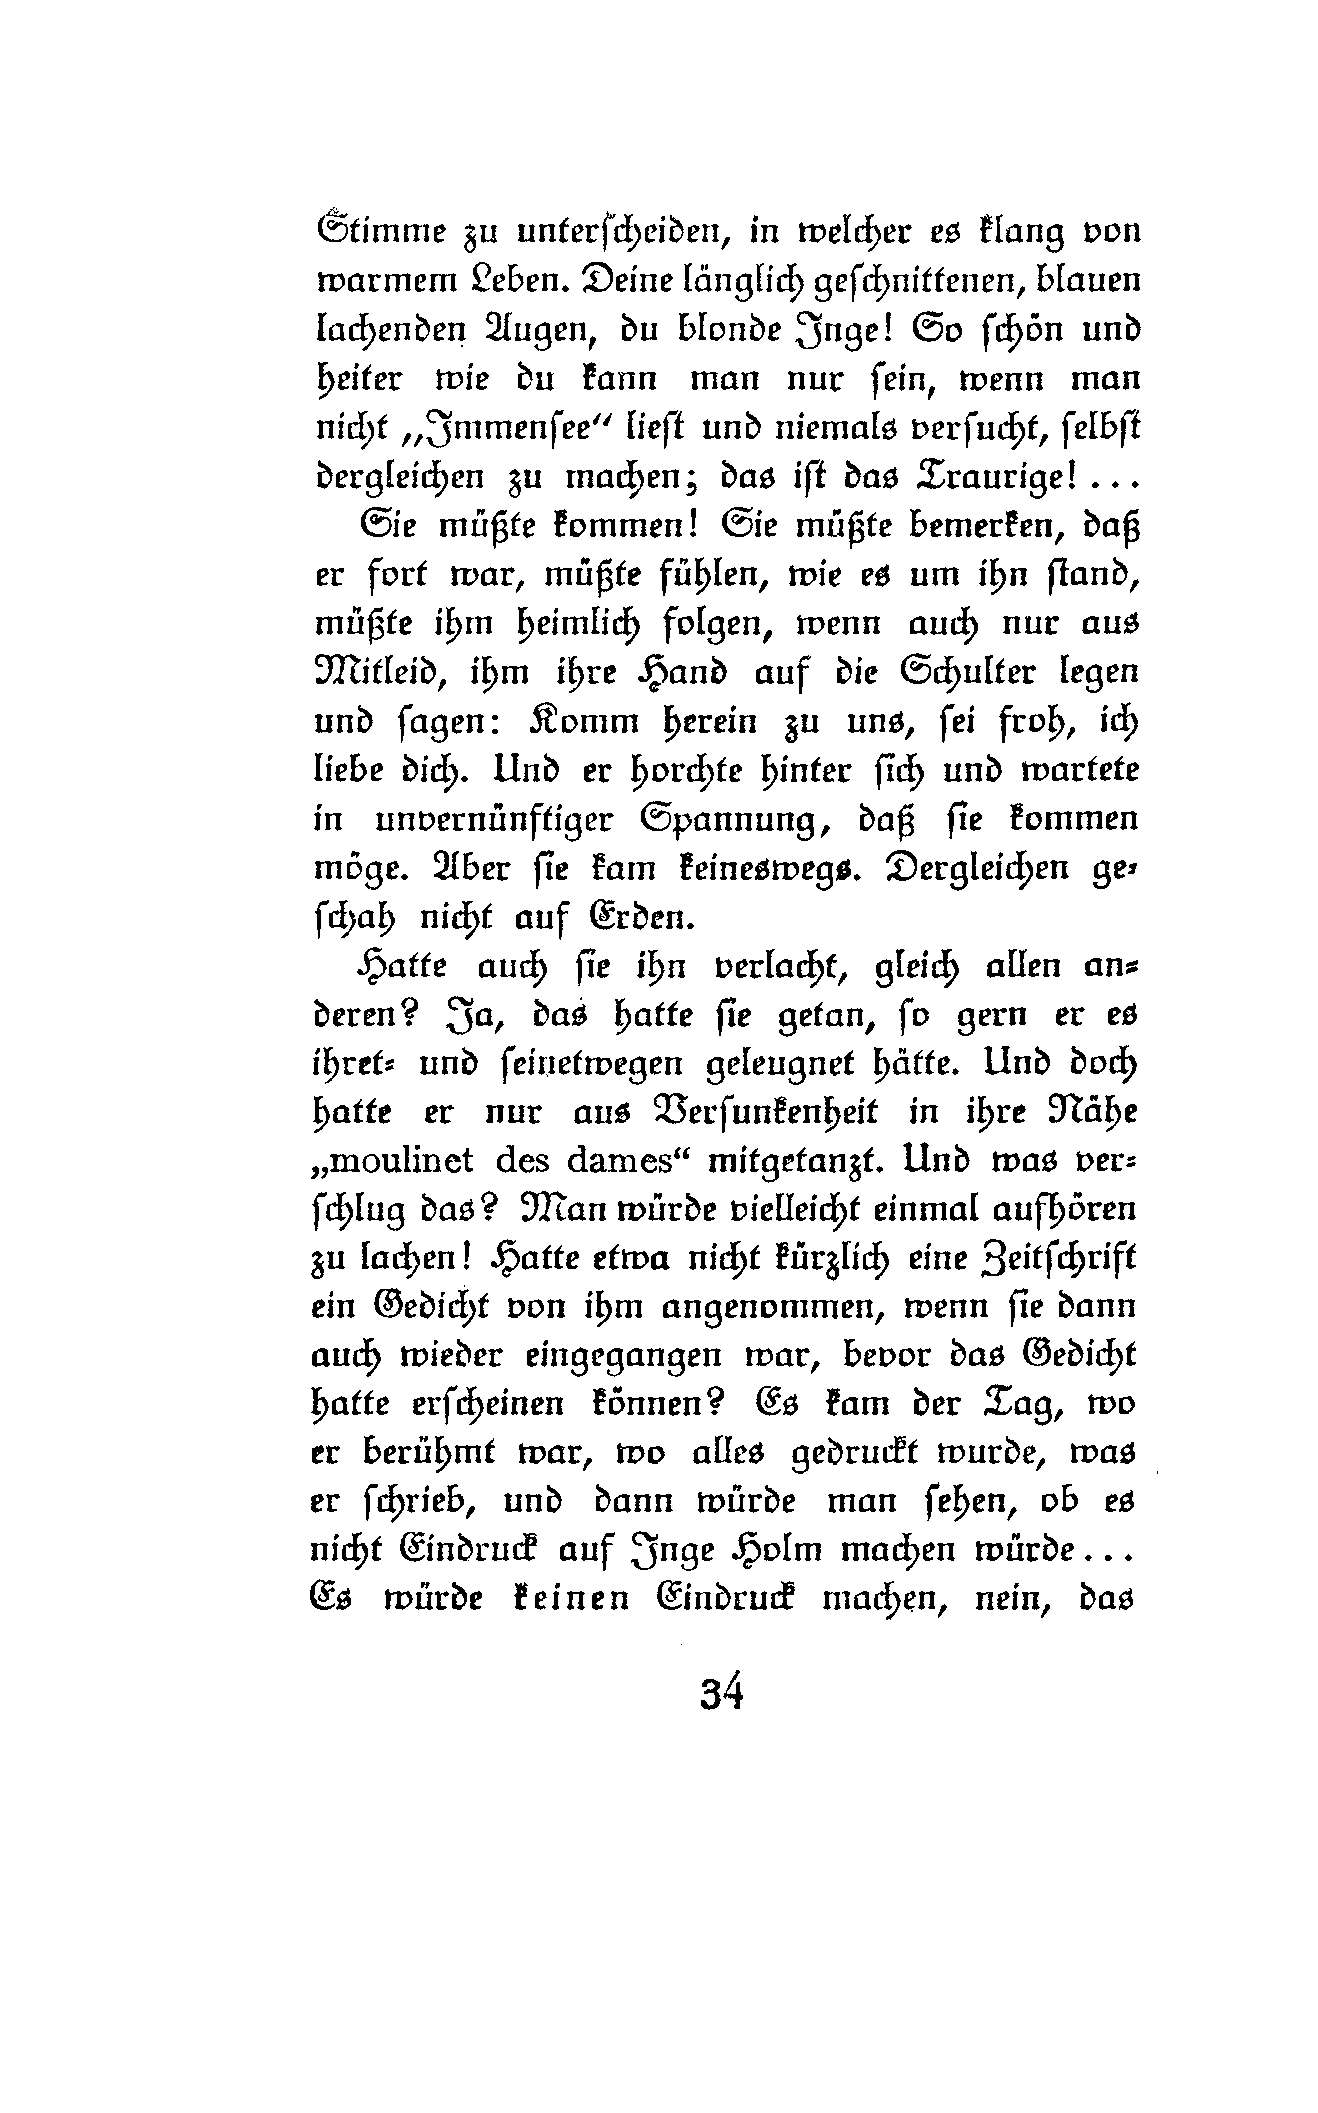 Stimme zu unterscheiden, in welcher es klang von
warmem Leben. Deine länglich geschnittenen, blauen
lachenden Augen, du blonde Inge! So schön und
heiter wie du kann man nur sein, wenn man
nicht „Immensee“ liest und niemals versucht, selbst
dergleichen zu machen; das ist das Traurige! . . .
Sie müßte kommen! Sie müßte bemerken, daß
er fort war, müßte fühlen, wie es um ihn stand,
müßte ihm heimlich folgen, wenn auch nur aus
Mitleid, ihm ihre Hand auf die Schulter legen
und sagen: Komm herein zu uns, sei froh, ich
liebe dich. Und er horchte hinter sich und wartete
in unvernünftiger Spannung, daß sie kommen
möge. Aber sie kam keineswegs. Dergleichen ge-
schah nicht auf Erden.
Hatte auch sie ihn verlacht, gleich allen an-
deren? Ja, das hatte sie getan, so gern er es
ihret- und seinetwegen geleugnet hätte. Und doch
hatte er nur aus Versunkenheit in ihre Nähe
„moulinet des dames“ mitgetanzt. Und was ver-
schlug das? Man würde vielleicht einmal aufhören
zu lachen! Hatte etwa nicht kürzlich eine Zeitschrift
ein Gedicht von ihm angenommen, wenn sie dann
auch wieder eingegangen war, bevor das Gedicht
hatte erscheinen können? Es kam der Tag, wo
er berühmt war, wo alles gedruckt wurde, was
er schrieb, und dann würde man sehen, ob es
nicht Eindruck auf Inge Holm machen würde . . .
Es würde keinen Eindruck machen, nein, das
34